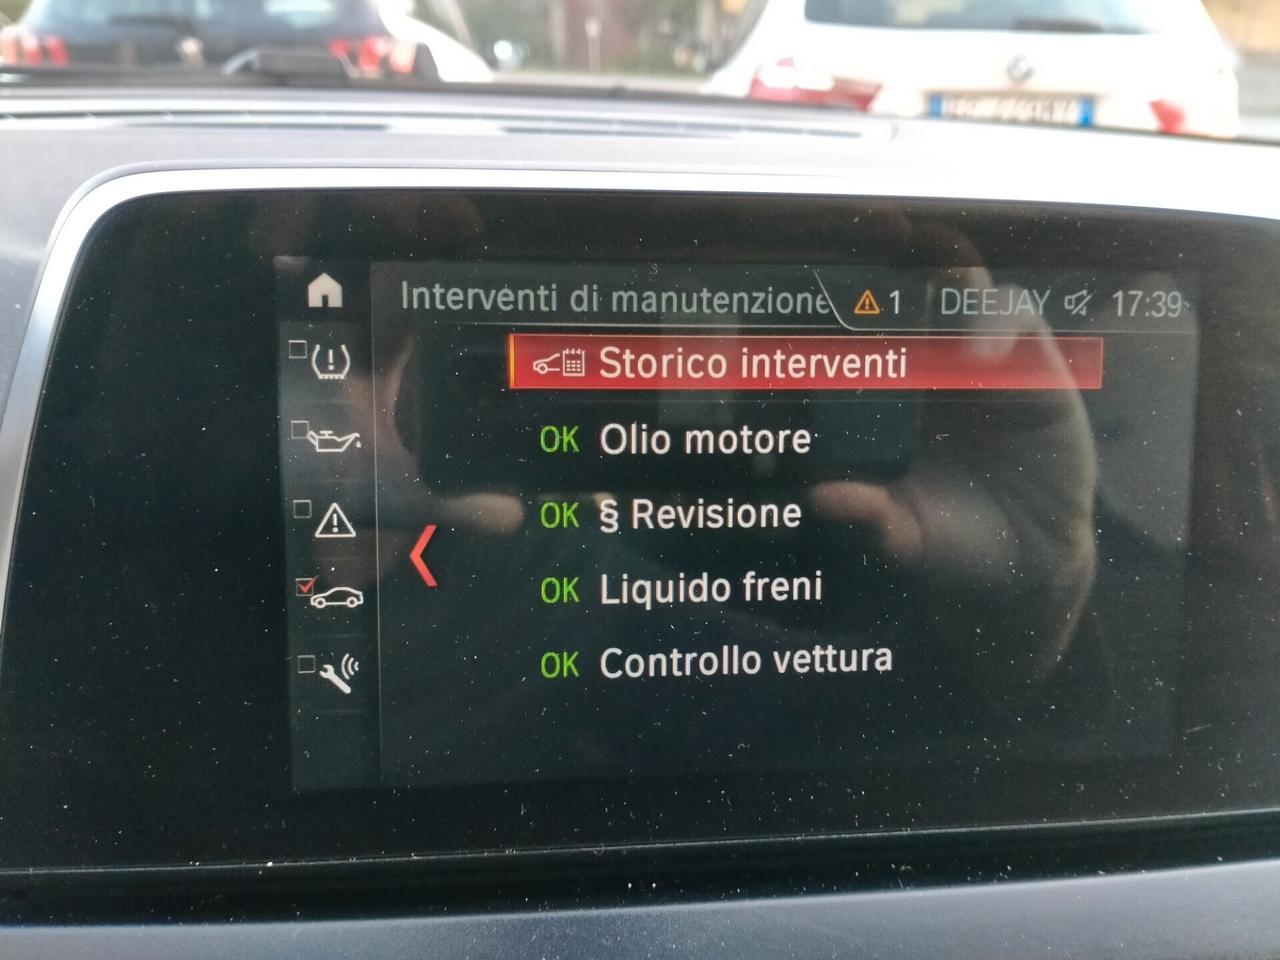 Interventi di manutenzione 1 DEEJAY 17:39
Storico interventi
OK Olio motore
OK § Revisione
OK Liquido freni
OK Controllo vettura